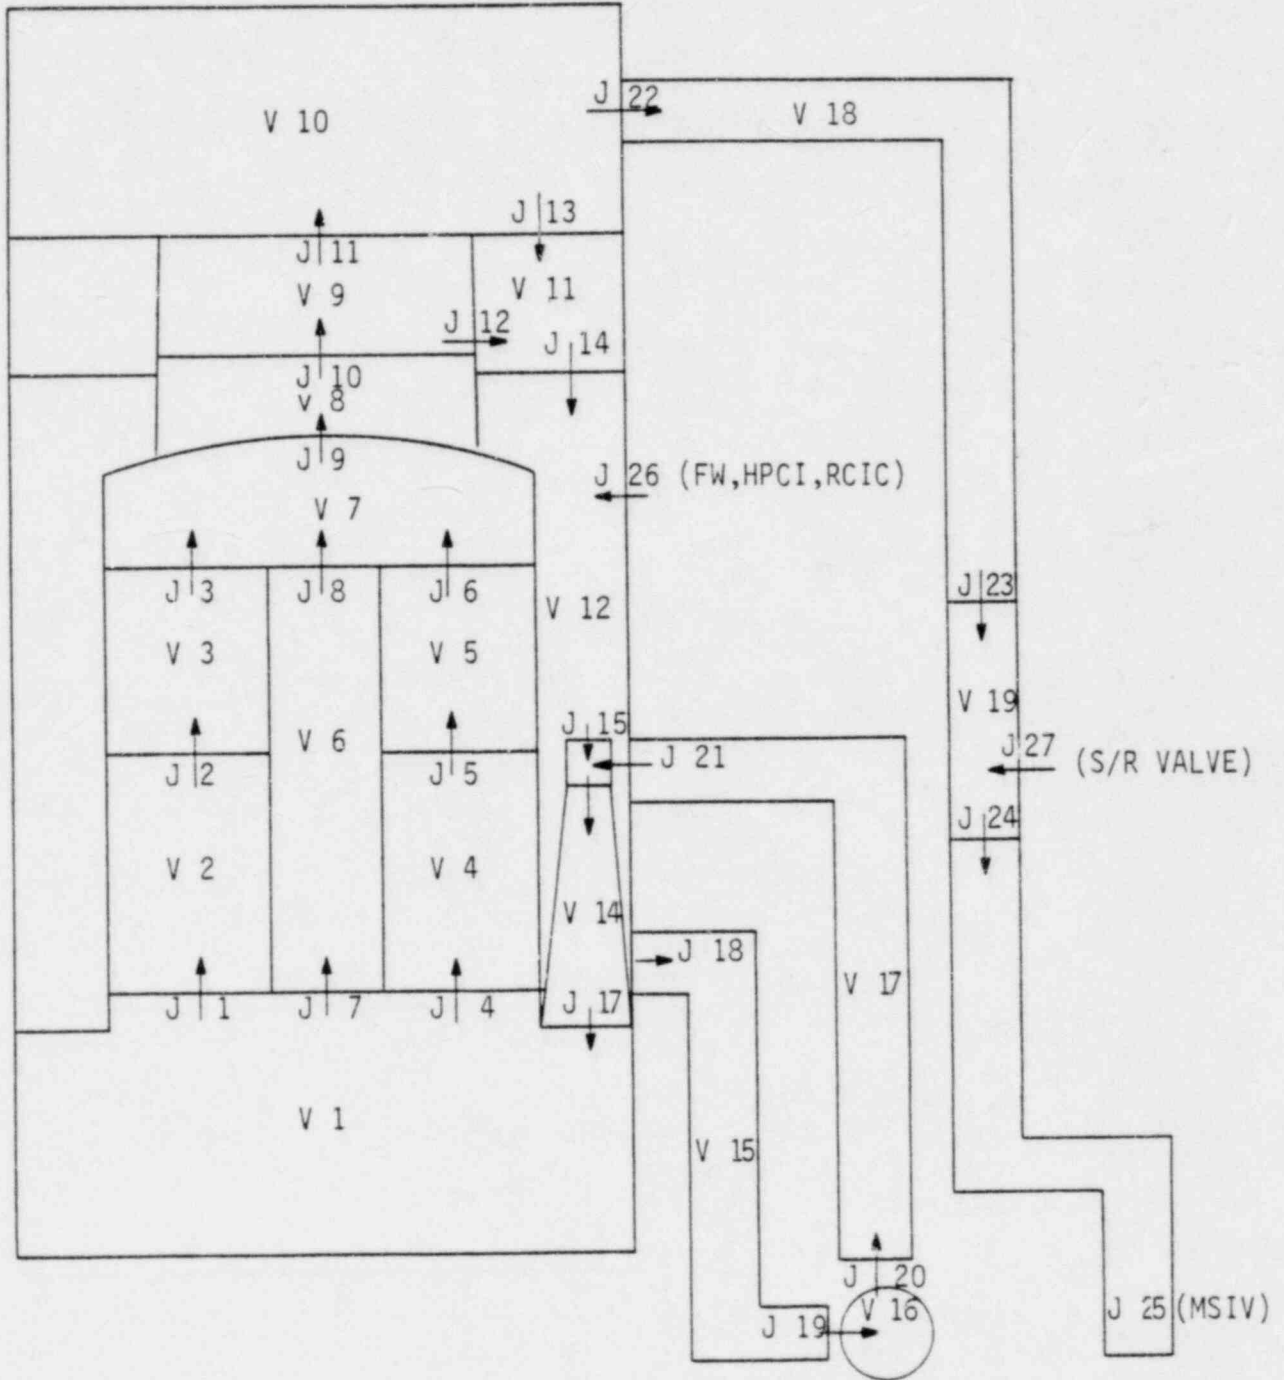 J 22
V 18
V 10
J 13
J 11
V 9
V 11
J 12
J 14
J 10
V 8
J 9
J 26 (FW,HPCI,RCIC)
V 7
J 3
J 8
J 6
J 23
V 12
V 3
V 5
V 19
J 15
V 6
J 27 (S/R VALVE)
J 21
J 2
J 5
J 24
V 2
V 4
V 14
J 18
V 17
J 1
J 7
J 4
J 17
V 1
V 15
J 20
V 16
J 19
J 25 (MSIV)